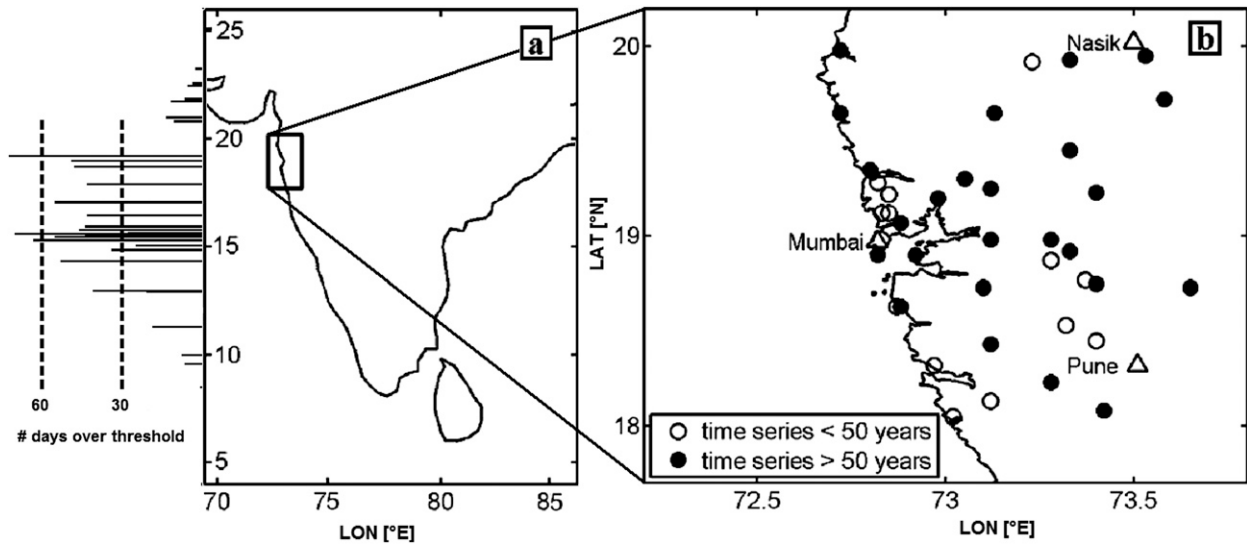 25
a
20
15
10
5
60
30
# days over threshold
70
75
80
85
LON [°E]
b
20
Nasik
19
LAT [°N]
Mumbai
Pune
18
time series < 50 years
time series > 50 years
72.5
73
73.5
LON [°E]